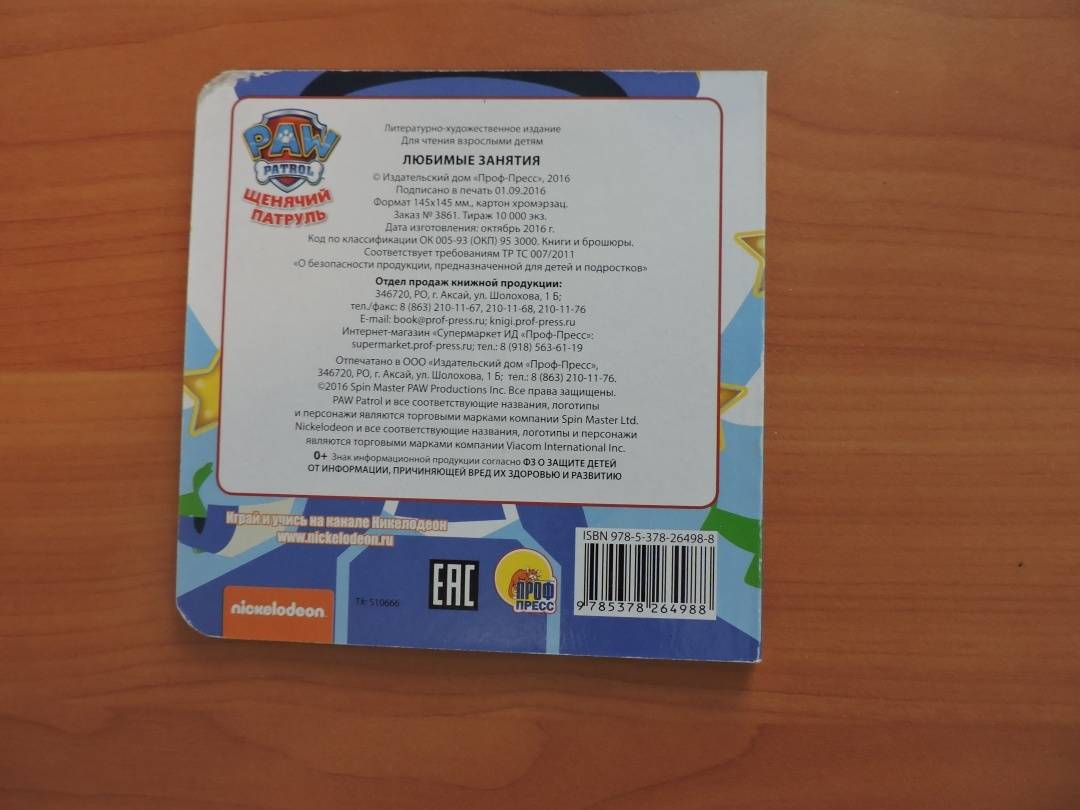 PAW
PATROL
ЩЕНЯЧИЙ
ПАТРУЛЬ
Литературно-художественное издание
Для чтения взрослыми детям
ЛЮБИМЫЕ ЗАНЯТИЯ
© Издательский дом «Проф-Пресс», 2016
Подписано в печать 01.09.2016
Формат 145х145 мм., картон хромэрзац.
Заказ № 3861. Тираж 10 000 экз.
Дата изготовления: октябрь 2016 г.
Код по классификации ОК 005-93 (ОКП) 95 3000. Книги и брошюры.
Соответствует требованиям ТР ТС 007/2011
«О безопасности продукции, предназначенной для детей и подростков»
Отдел продаж книжной продукции:
346720, РО, г. Аксай, ул. Шолохова, 1 Б;
тел./факс: 8 (863) 210-11-67, 210-11-68, 210-11-76
E-mail: book@prof-press.ru; knigi.prof-press.ru
Интернет-магазин «Супермаркет ИД «Проф-Пресс»:
supermarket.prof-press.ru; тел.: 8 (918) 563-61-19
Отпечатано в ООО «Издательский дом «Проф-Пресс»,
346720, РО, г. Аксай, ул. Шолохова, 1 Б; тел.: 8 (863) 210-11-76.
©2016 Spin Master PAW Productions Inc. Все права защищены.
PAW Patrol и все соответствующие названия, логотипы
и персонажи являются торговыми марками компании Spin Master Ltd.
Nickelodeon и все соответствующие названия, логотипы и персонажи
являются торговыми марками компании Viacom International Inc.
0+ Знак информационной продукции согласно ФЗ О ЗАЩИТЕ ДЕТЕЙ
ОТ ИНФОРМАЦИИ, ПРИЧИНЯЮЩЕЙ ВРЕД ИХ ЗДОРОВЬЮ И РАЗВИТИЮ
Играй и учись на канале Никелодеон
www.nickelodeon.ru
nickelodeon
ТК 510666
ЕАС
ПРОФ
ПРЕСС
ISBN 978-5-378-26498-8
9 785378 264988